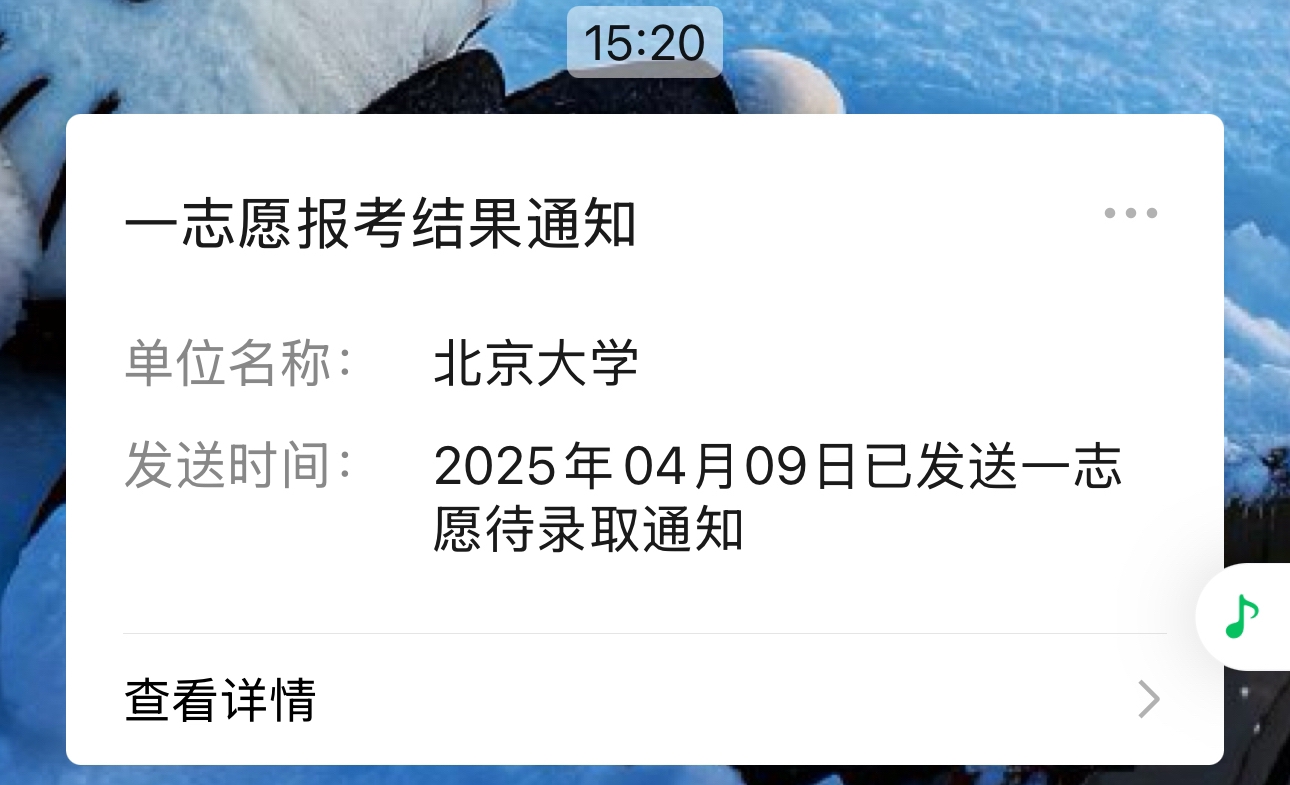 15:20
一志愿报考结果通知
单位名称： 北京大学
发送时间： 2025年04月09日已发送一志
愿待录取通知
查看详情